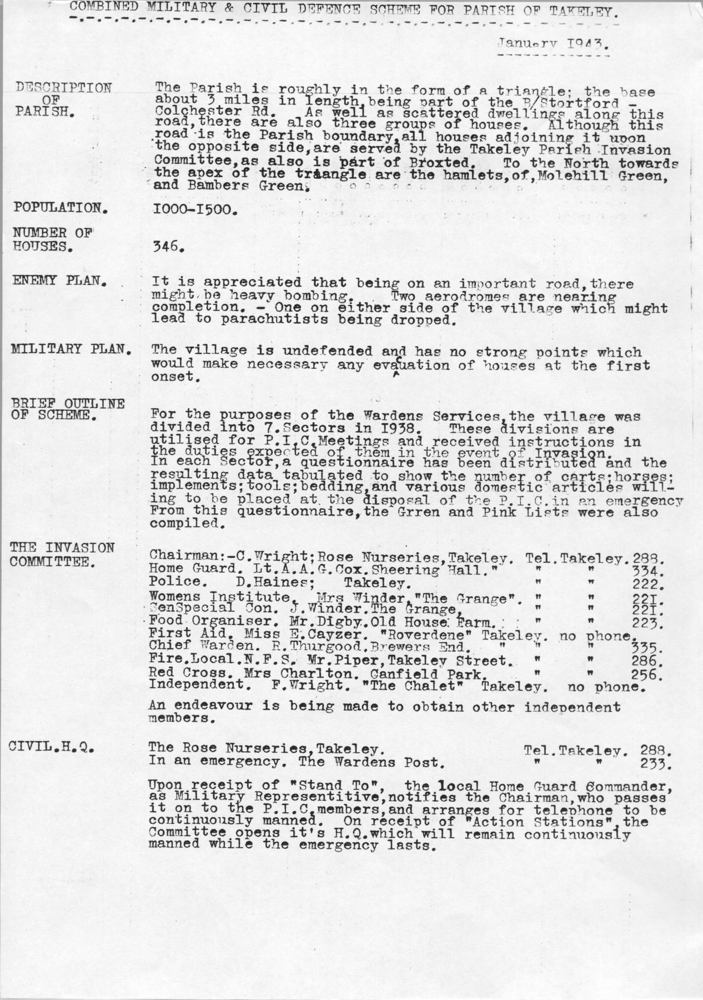 COMBINED MILITARY & CIVIL DEFENCE SCHEME FOR PARISH OF TAKELEY.
January I943.
DESCRIPTION
OF
PARISH.
The Parish is roughly in the form of a triangle; the base
about 3 miles in length,being part of the B/Stortford -
Colchester Rd. As well as scattered dwellings along this
road,there are also three groups of houses. Although this
road is the Parish boundary,all houses adjoining it upon
the opposite side,are served by the Takeley Parish Invasion
Committee,as also is part of Broxted. To the North towards
the apex of the triangle are the hamlets,of,Molehill Green,
and Bambers Green.
POPULATION. I000-I500.
NUMBER OF
HOUSES. 346.
ENEMY PLAN. It is appreciated that being on an important road,there
might be heavy bombing. Two aerodromes are nearing
completion. - One on either side of the village which might
lead to parachutists being dropped.
MILITARY PLAN. The village is undefended and has no strong points which
would make necessary any evacuation of houses at the first
onset.
BRIEF OUTLINE
OF SCHEME.
For the purposes of the Wardens Services,the village was
divided into 7.Sectors in I938. These divisions are
utilised for P.I.C.Meetings and received instructions in
the duties expected of them in the event of Invasion.
In each Sector,a questionnaire has been distributed and the
resulting data tabulated to show the number of carts;horses;
implements;tools;bedding,and various domestic articles will-
ing to be placed at the disposal of the P.I.C.in an emergency
From this questionnaire,the Grren and Pink Lists were also
compiled.
THE INVASION
COMMITTEE.
Chairman:-C.Wright;Rose Nurseries,Takeley. Tel.Takeley.288.
Home Guard. Lt.A.A.G.Cox.Sheering Hall." " " 334.
Police. D.Haines; Takeley. " " 222.
Womens Institute. Mrs Winder,"The Grange". " " 22I.
SenSpecial Con. J.Winder.The Grange, " " 22I.
Food Organiser. Mr.Digby.Old House Farm. " " 223.
First Aid. Miss E.Cayzer. "Roverdene" Takeley. no phone.
Chief Warden. R.Thurgood.Brewers End. " " " 335.
Fire.Local.N.F.S. Mr.Piper,Takeley Street. " " 286.
Red Cross. Mrs Charlton. Canfield Park. " " 256.
Independent. F.Wright. "The Chalet" Takeley. no phone.
An endeavour is being made to obtain other independent
members.
CIVIL.H.Q. The Rose Nurseries,Takeley. Tel.Takeley. 288.
In an emergency. The Wardens Post. " " 233.
Upon receipt of "Stand To", the local Home Guard Commander,
as Military Representitive,notifies the Chairman,who passes
it on to the P.I.C.members,and arranges for telephone to be
continuously manned. On receipt of "Action Stations",the
Committee opens it's H.Q.which will remain continuously
manned while the emergency lasts.